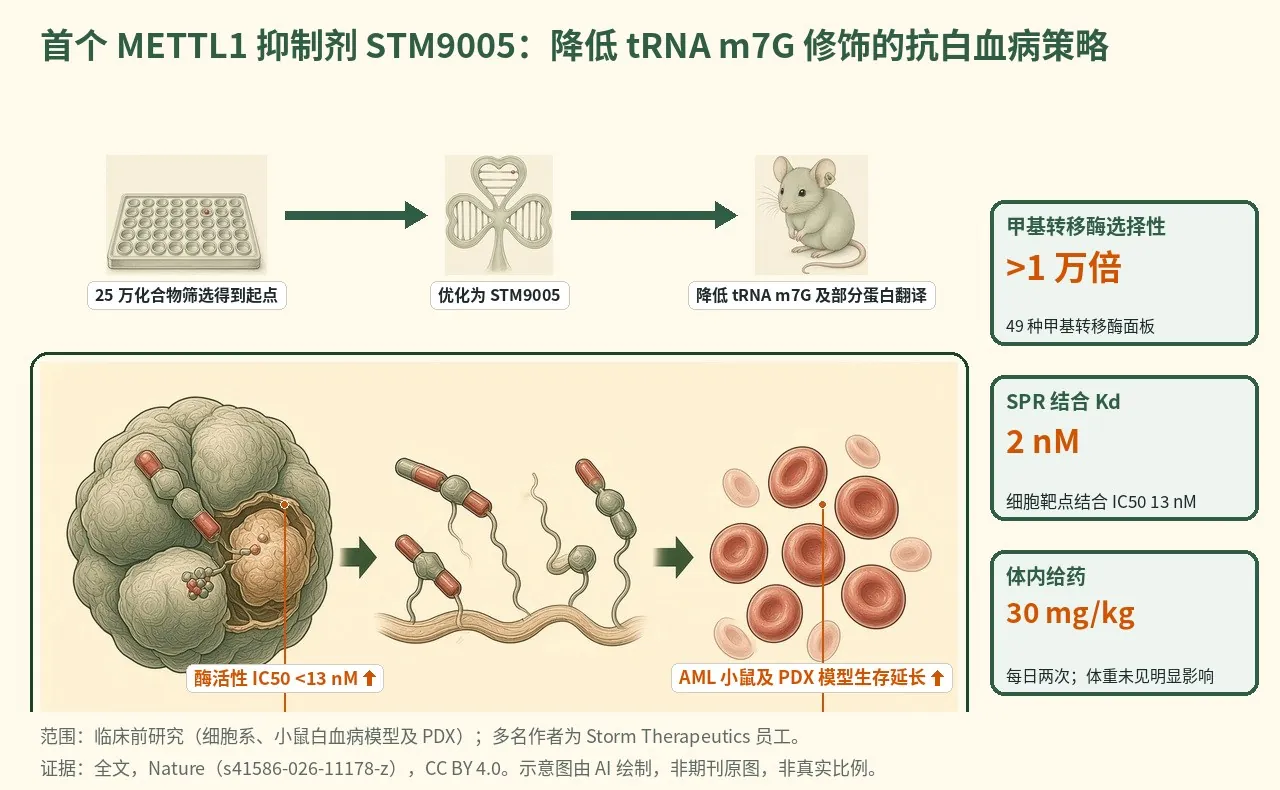 首个 METTL1 抑制剂 STM9005：降低 tRNA m7G 修饰的抗白血病策略
25 万化合物筛选得到起点
优化为 STM9005
降低 tRNA m7G 及部分蛋白翻译
甲基转移酶选择性
>1 万倍
49 种甲基转移酶面板
SPR 结合 Kd
2 nM
细胞靶点结合 IC50 13 nM
体内给药
30 mg/kg
每日两次；体重未见明显影响
酶活性 IC50 <13 nM ⬆
AML 小鼠及 PDX 模型生存延长 ⬆
范围：临床前研究（细胞系、小鼠白血病模型及 PDX）；多名作者为 Storm Therapeutics 员工。
证据：全文，Nature（s41586-026-11178-z），CC BY 4.0。示意图由 AI 绘制，非期刊原图，非真实比例。